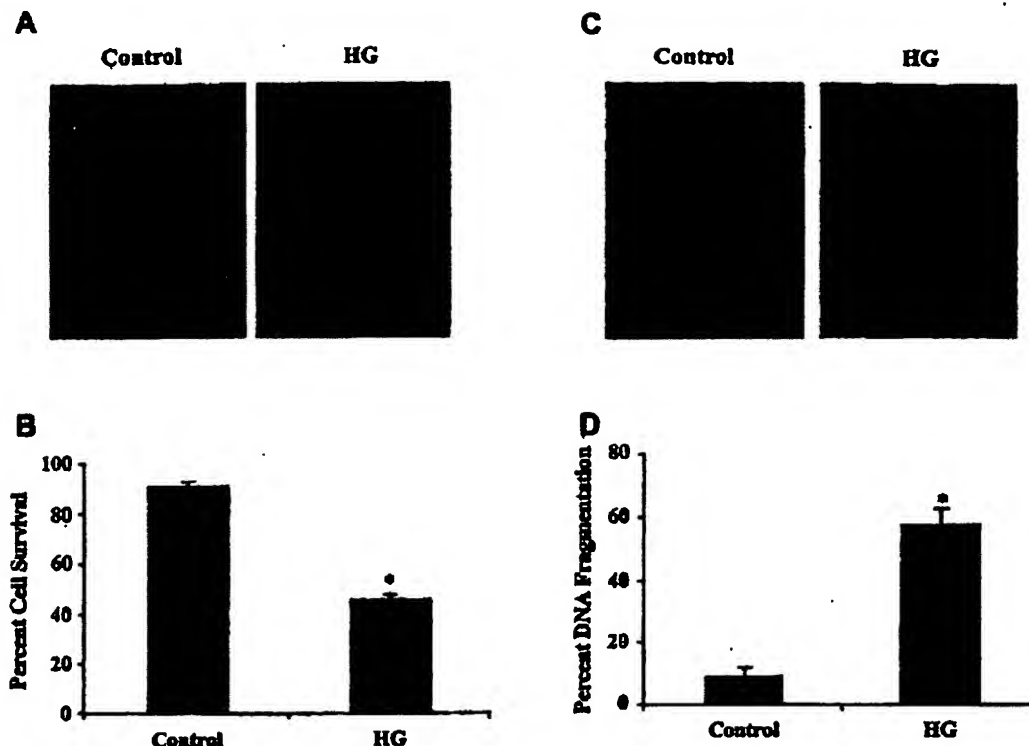 A
Control HG
C
Control HG
B
Percent Cell Survival
100
80
60
40
20
0
*
Control HG
D
Percent DNA Fragmentation
80
60
40
20
0
*
Control HG